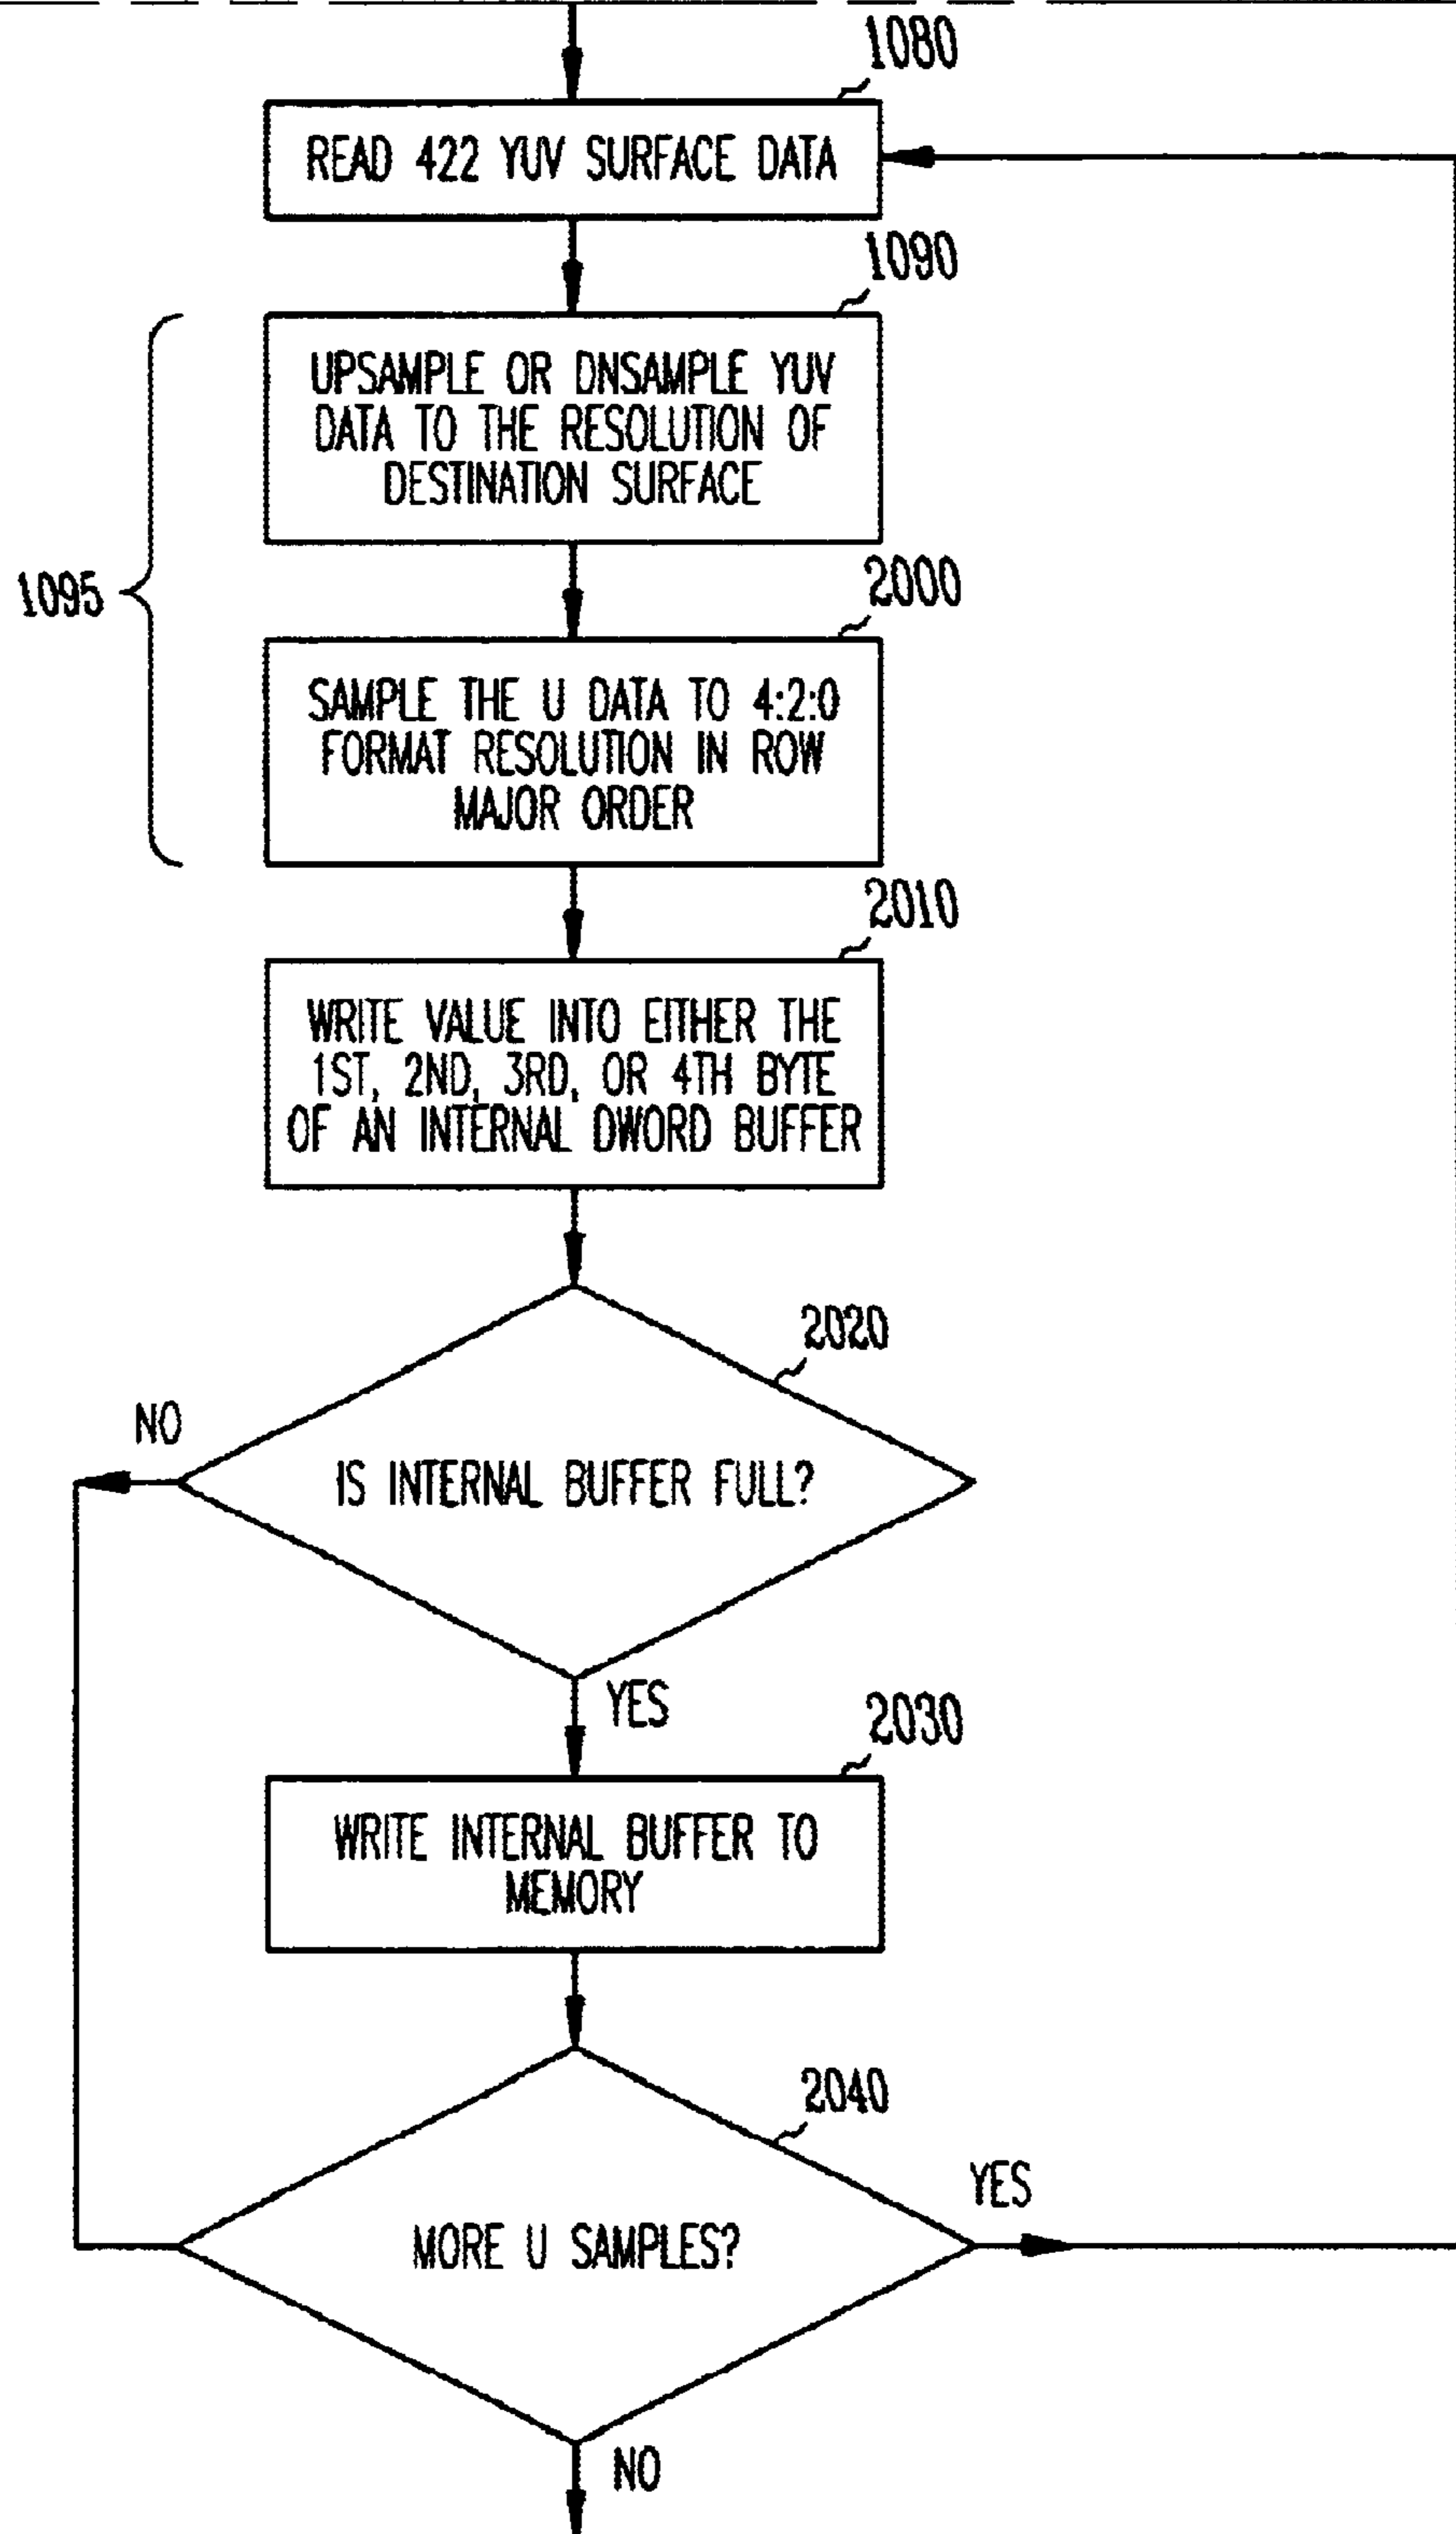 1080
READ 422 YUV SURFACE DATA
1090
UPSAMPLE OR DNSAMPLE YUV
DATA TO THE RESOLUTION OF
DESTINATION SURFACE
1095
2000
SAMPLE THE U DATA TO 4:2:0
FORMAT RESOLUTION IN ROW
MAJOR ORDER
2010
WRITE VALUE INTO EITHER THE
1ST, 2ND, 3RD, OR 4TH BYTE
OF AN INTERNAL DWORD BUFFER
2020
NO
IS INTERNAL BUFFER FULL?
YES
2030
WRITE INTERNAL BUFFER TO
MEMORY
2040
YES
MORE U SAMPLES?
NO